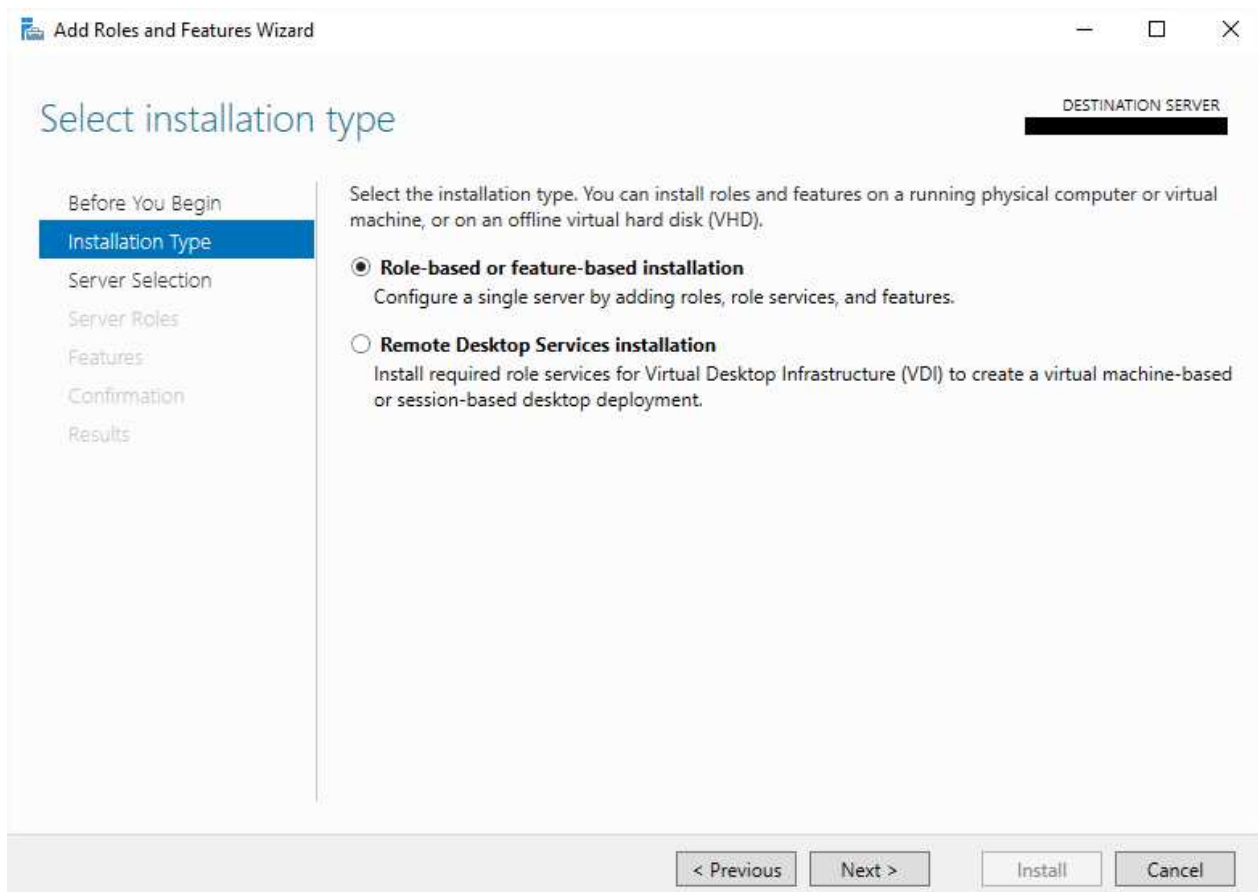 Add Roles and Features Wizard
Select installation type
DESTINATION SERVER
Before You Begin
Installation Type
Server Selection
Server Roles
Features
Confirmation
Results
Select the installation type. You can install roles and features on a running physical computer or virtual
machine, or on an offline virtual hard disk (VHD).
Role-based or feature-based installation
Configure a single server by adding roles, role services, and features.
Remote Desktop Services installation
Install required role services for Virtual Desktop Infrastructure (VDI) to create a virtual machine-based
or session-based desktop deployment.
< Previous
Next >
Install
Cancel